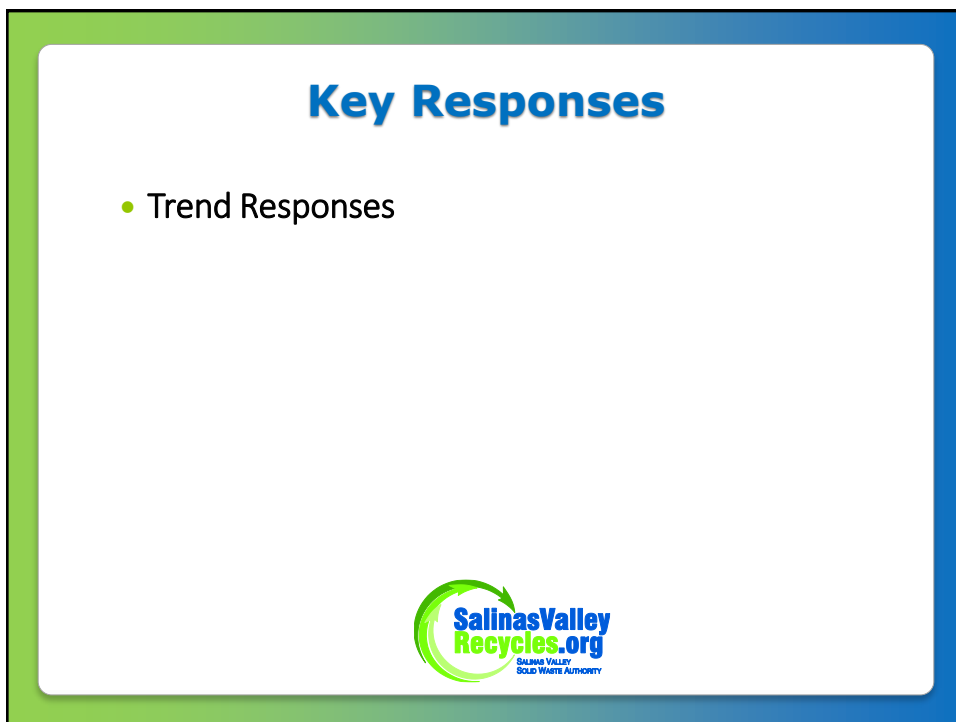 Key Responses
• Trend Responses
SalinasValley
Recycles.org
SALINAS VALLEY
SOLID WASTE AUTHORITY